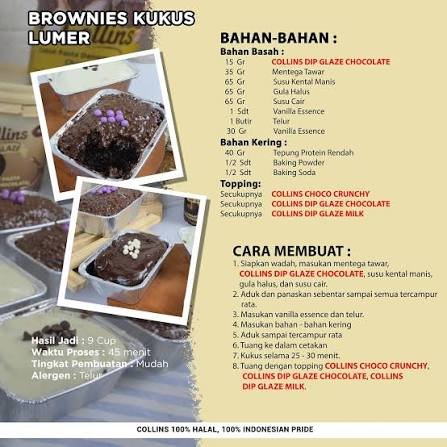 BROWNIES KUKUS
LUMER
BAHAN-BAHAN :
Bahan Basah :
15 Gr COLLINS DIP GLAZE CHOCOLATE
35 Gr Mentega Tawar
65 Gr Susu Kental Manis
65 Gr Gula Halus
65 Gr Susu Cair
1 Sdt Vanilla Essence
1 Butir Telur
30 Gr Vanilla Essence
Bahan Kering :
40 Gr Tepung Protein Rendah
1/2 Sdt Baking Powder
1/2 Sdt Baking Soda
Topping:
Secukupnya COLLINS CHOCO CRUNCHY
Secukupnya COLLINS DIP GLAZE CHOCOLATE
Secukupnya COLLINS DIP GLAZE MILK
CARA MEMBUAT :
1. Siapkan wadah, masukan mentega tawar,
COLLINS DIP GLAZE CHOCOLATE, susu kental manis,
gula halus, dan susu cair.
2. Aduk dan panaskan sebentar sampai semua tercampur
rata.
3. Masukan vanilla essence dan telur.
4. Masukan bahan - bahan kering
5. Aduk sampai tercampur rata
6. Tuang ke dalam cetakan
7. Kukus selama 25 - 30 menit.
8. Tuang dengan topping COLLINS CHOCO CRUNCHY,
COLLINS DIP GLAZE CHOCOLATE, COLLINS
DIP GLAZE MILK.
Hasil Jadi : 9 Cup
Waktu Proses : 45 menit
Tingkat Pembuatan : Mudah
Alergen : Telur
COLLINS 100% HALAL, 100% INDONESIAN PRIDE